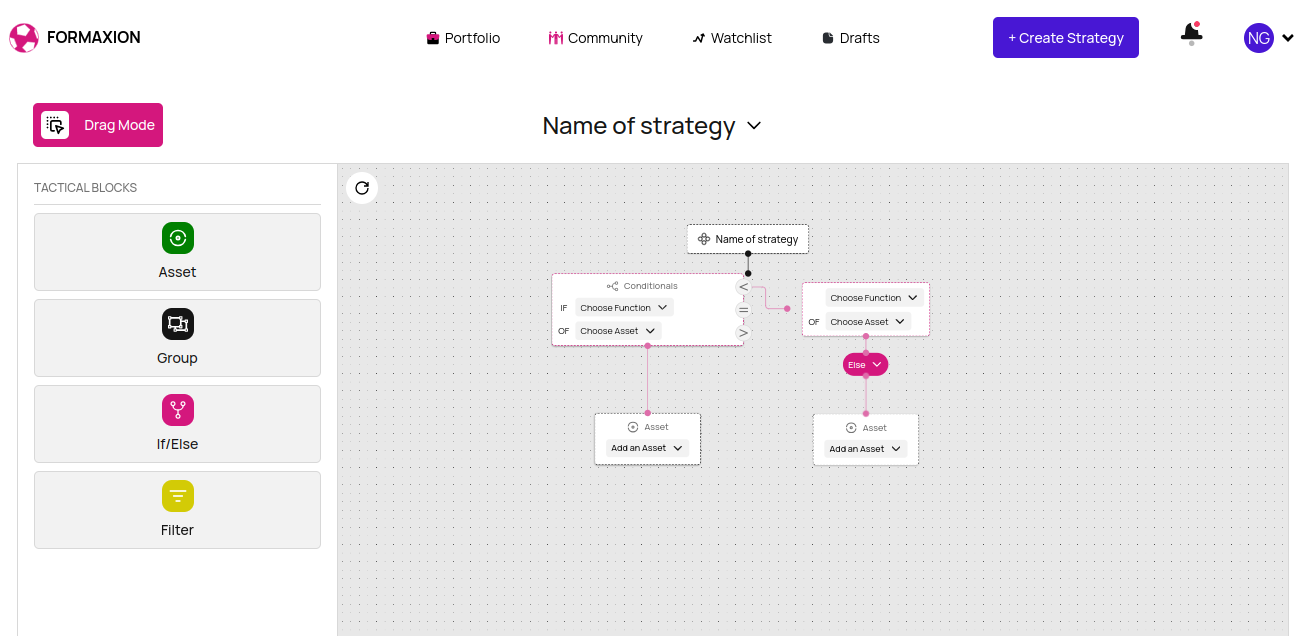 FORMAXION
Portfolio
Community
Watchlist
Drafts
+ Create Strategy
NG
Drag Mode
Name of strategy
TACTICAL BLOCKS
Asset
Group
If/Else
Filter
Name of strategy
Conditionals
IF Choose Function
OF Choose Asset
<
=
>
Choose Function
OF Choose Asset
Else
Asset
Add an Asset
Asset
Add an Asset